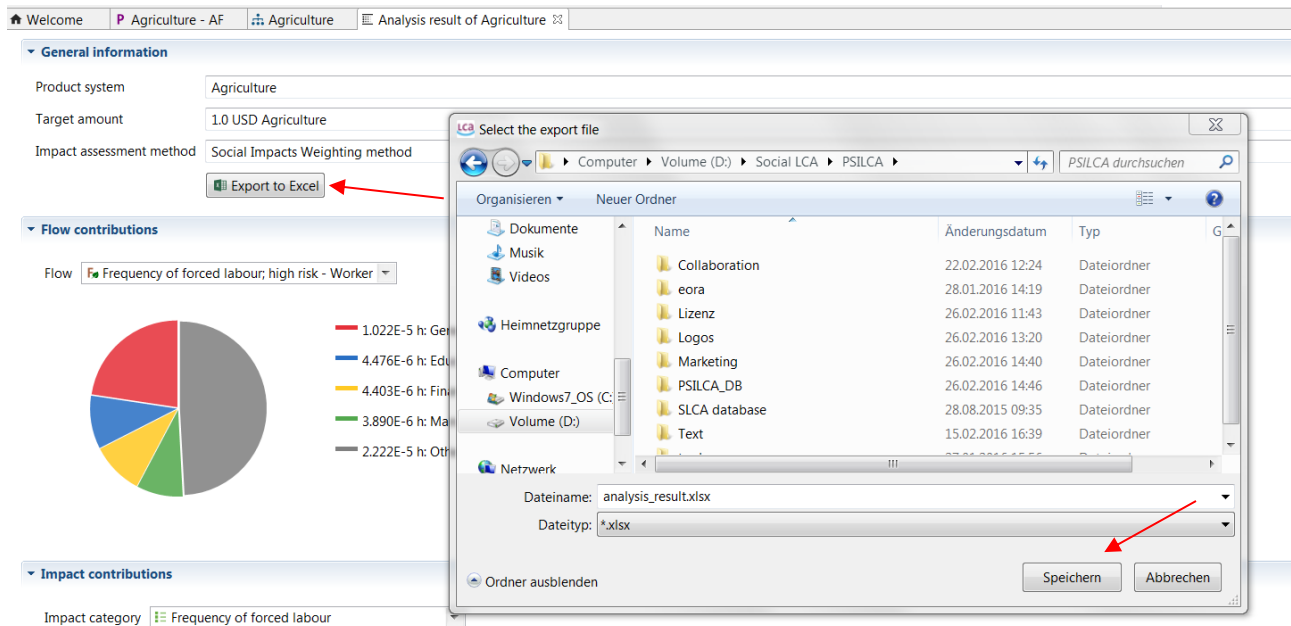 Welcome
P Agriculture - AF
Agriculture
Analysis result of Agriculture
General information
Product system
Agriculture
Target amount
1.0 USD Agriculture
Impact assessment method
Social Impacts Weighting method
Export to Excel
Flow contributions
Flow
Frequency of forced labour; high risk - Worker
1.022E-5 h: Ger
4.476E-6 h: Edu
4.403E-6 h: Fina
3.890E-6 h: Ma
2.222E-5 h: Oth
Impact contributions
Impact category
Frequency of forced labour
LCa Select the export file
Computer
Volume (D:)
Social LCA
PSILCA
PSILCA durchsuchen
Organisieren
Neuer Ordner
Dokumente
Musik
Videos
Heimnetzgruppe
Computer
Windows7_OS (C:
Volume (D:)
Netzwerk
Name
Änderungsdatum
Typ
G
Collaboration
22.02.2016 12:24
Dateiordner
eora
28.01.2016 14:19
Dateiordner
Lizenz
26.02.2016 11:43
Dateiordner
Logos
26.02.2016 13:20
Dateiordner
Marketing
26.02.2016 14:40
Dateiordner
PSILCA_DB
26.02.2016 14:46
Dateiordner
SLCA database
28.08.2015 09:35
Dateiordner
Text
15.02.2016 16:39
Dateiordner
Dateiname:
analysis_result.xlsx
Dateityp:
*.xlsx
Ordner ausblenden
Speichern
Abbrechen